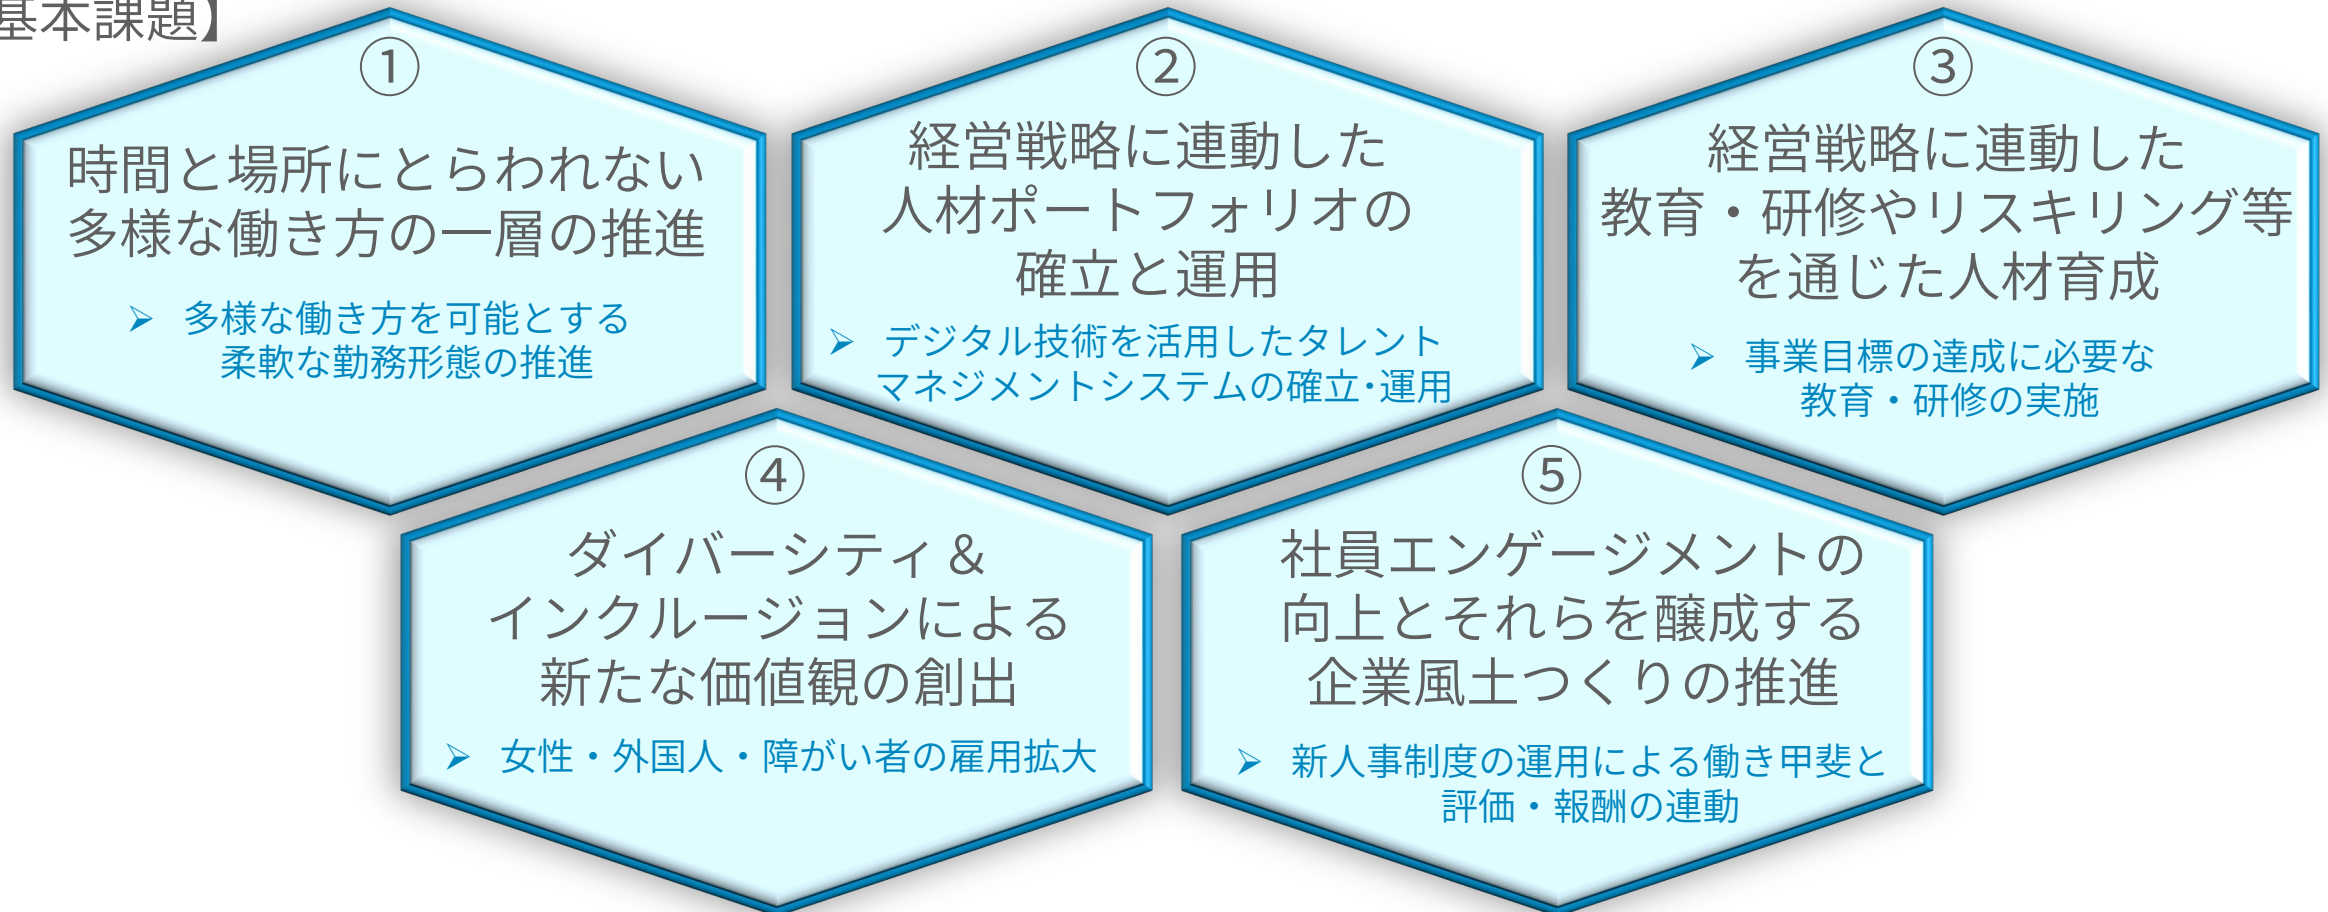 基本課題】
①
時間と場所にとらわれない
多様な働き方の一層の推進
➢ 多様な働き方を可能とする
柔軟な勤務形態の推進
②
経営戦略に連動した
人材ポートフォリオの
確立と運用
➢ デジタル技術を活用したタレント
マネジメントシステムの確立･運用
③
経営戦略に連動した
教育・研修やリスキリング等
を通じた人材育成
➢ 事業目標の達成に必要な
教育・研修の実施
④
ダイバーシティ＆
インクルージョンによる
新たな価値観の創出
➢ 女性・外国人・障がい者の雇用拡大
⑤
社員エンゲージメントの
向上とそれらを醸成する
企業風土つくりの推進
➢ 新人事制度の運用による働き甲斐と
評価・報酬の連動